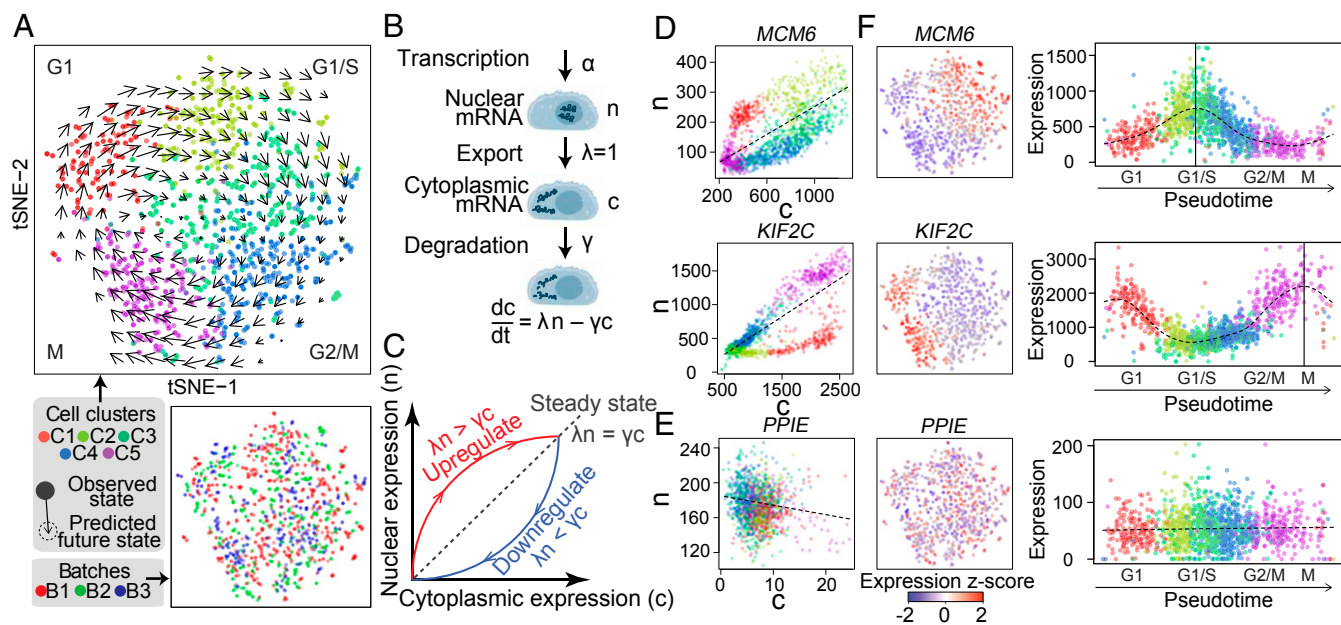 A
G1
G1/S
M
G2/M
tSNE-2
tSNE-1
Cell clusters
C1 C2 C3
C4 C5
Observed
state
Predicted
future state
Batches
B1 B2 B3
B
Transcription
α
Nuclear
mRNA
n
Export
λ=1
Cytoplasmic
mRNA
c
Degradation
γ
dc
dt
= λn − γc
C
Nuclear expression (n)
Cytoplasmic expression (c)
λn > γc
Upregulate
Steady state
λn = γc
Downregulate
λn < γc
D
MCM6
n
400
300
200
100
200 600 1000
c
KIF2C
n
1500
1000
500
0
500 1500 2500
c
E
PPIE
n
240
200
160
120
0 10 20
c
F
MCM6
KIF2C
PPIE
Expression z-score
-2 0 2
Expression
1500
1000
500
0
G1 G1/S G2/M M
Pseudotime
Expression
3000
2000
1000
0
G1 G1/S G2/M M
Pseudotime
Expression
200
150
100
50
0
G1 G1/S G2/M M
Pseudotime